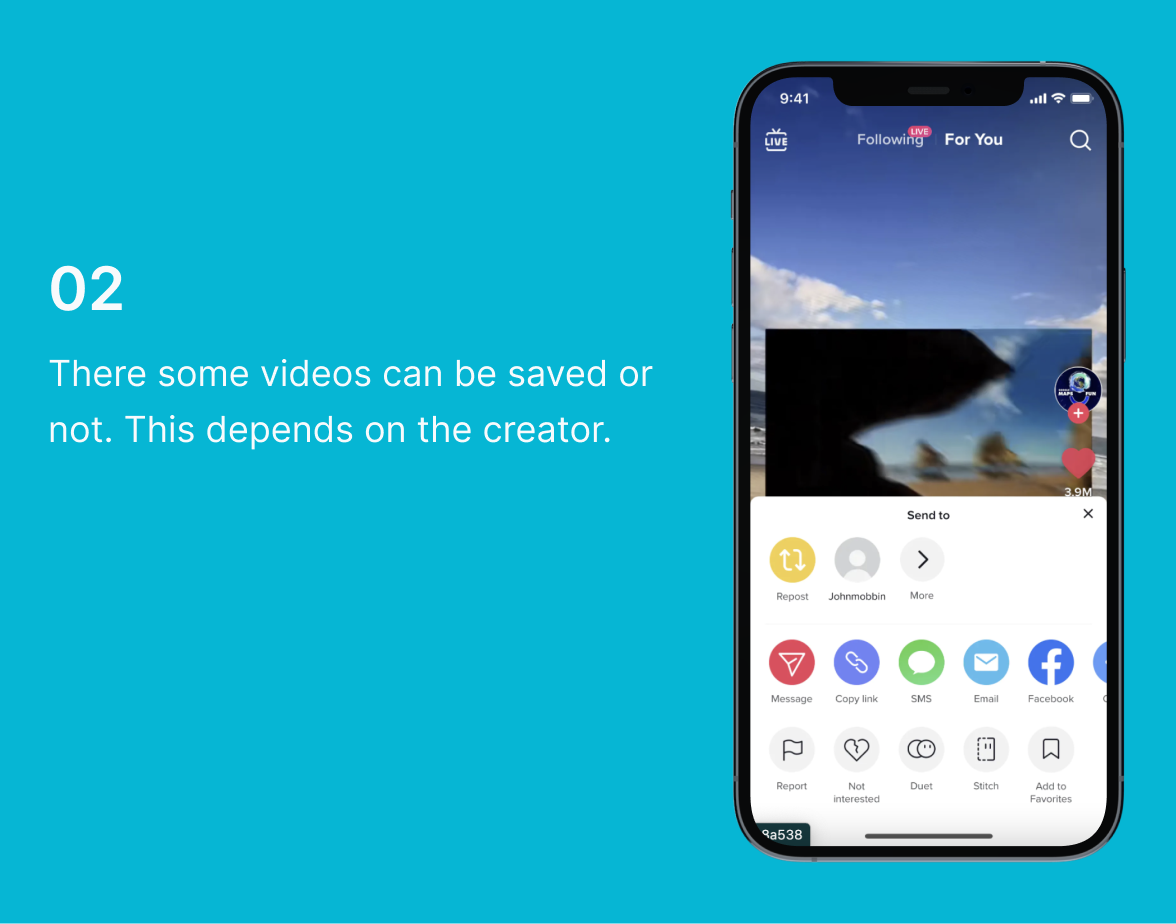 02
There some videos can be saved or
not. This depends on the creator.
9:41
LIVE
Following LIVE For You
MAPS FUN
3.9M
Send to
Repost Johnmobbin More
Message Copy link SMS Email Facebook
Report Not interested Duet Stitch Add to Favorites
8a538